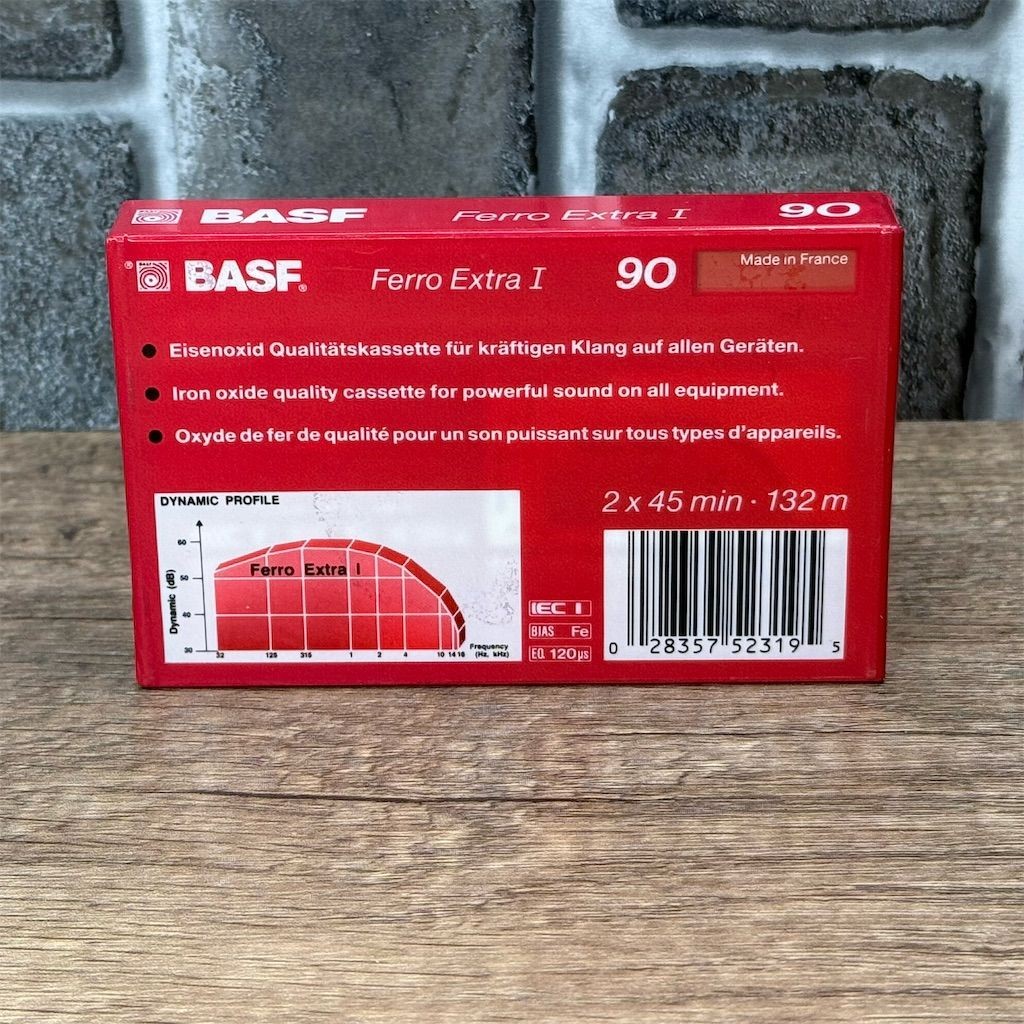 BASF Ferro Extra I 90
BASF Ferro Extra I 90 Made in France
● Eisenoxid Qualitätskassette für kräftigen Klang auf allen Geräten.
● Iron oxide quality cassette for powerful sound on all equipment.
● Oxyde de fer de qualité pour un son puissant sur tous types d'appareils.
DYNAMIC PROFILE
Dynamic (dB)
60
50
40
30
Ferro Extra I
32 125 315 1 2 4 10 14 16
Frequency
(Hz, kHz)
2 x 45 min · 132 m
IEC I
BIAS Fe
EQ. 120 µs
0 28357 52319 5